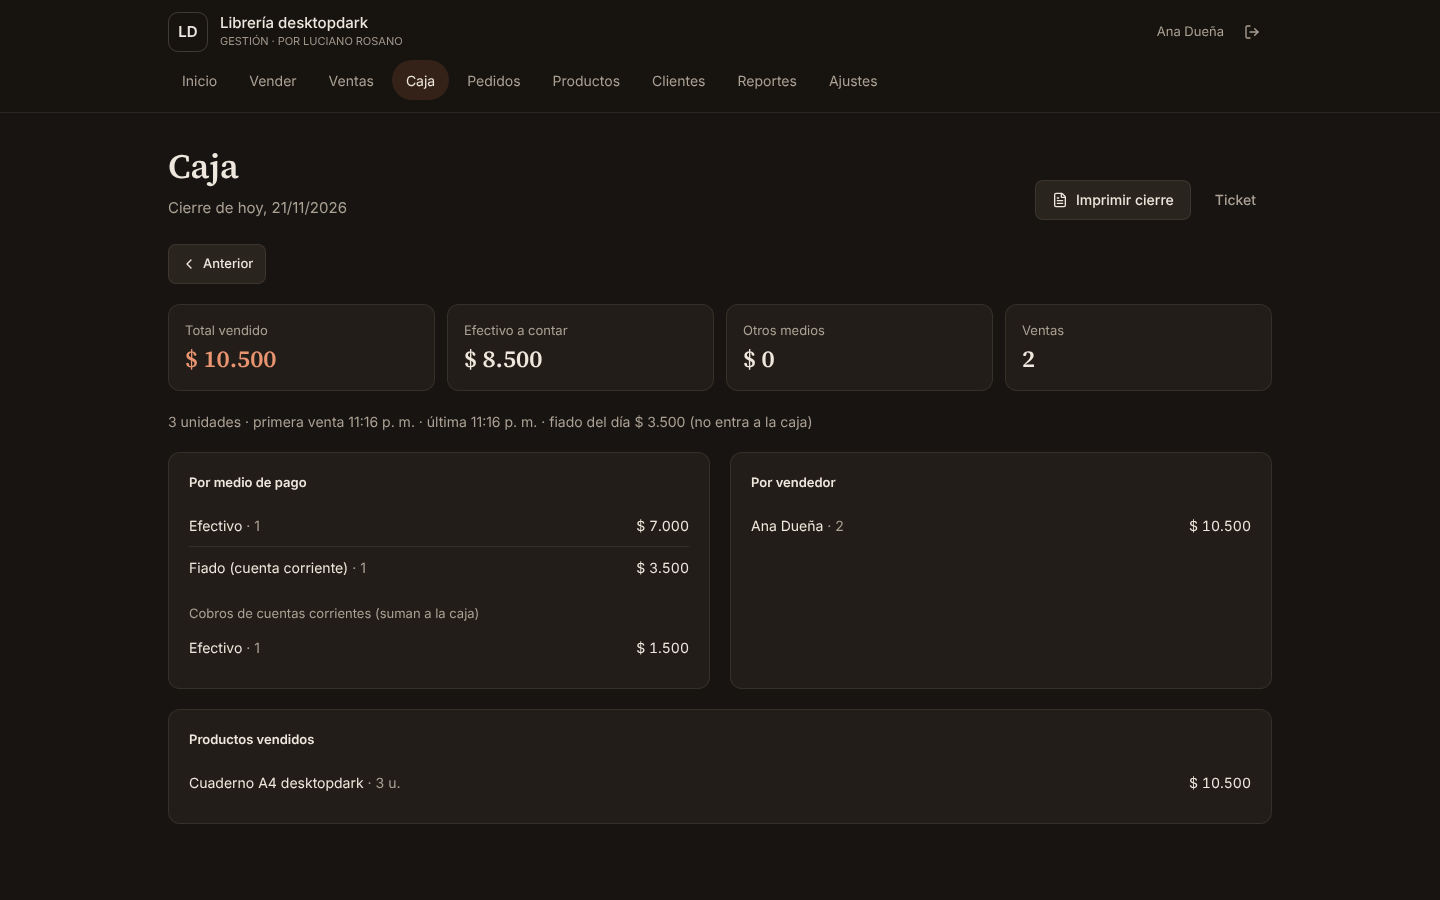 LD
Librería desktopdark
GESTIÓN · POR LUCIANO ROSANO
Ana Dueña
Inicio Vender Ventas Caja Pedidos Productos Clientes Reportes Ajustes
Caja
Cierre de hoy, 21/11/2026
Imprimir cierre Ticket
Anterior
Total vendido
$ 10.500
Efectivo a contar
$ 8.500
Otros medios
$ 0
Ventas
2
3 unidades · primera venta 11:16 p. m. · última 11:16 p. m. · fiado del día $ 3.500 (no entra a la caja)
Por medio de pago
Efectivo · 1 $ 7.000
Fiado (cuenta corriente) · 1 $ 3.500
Cobros de cuentas corrientes (suman a la caja)
Efectivo · 1 $ 1.500
Por vendedor
Ana Dueña · 2 $ 10.500
Productos vendidos
Cuaderno A4 desktopdark · 3 u. $ 10.500